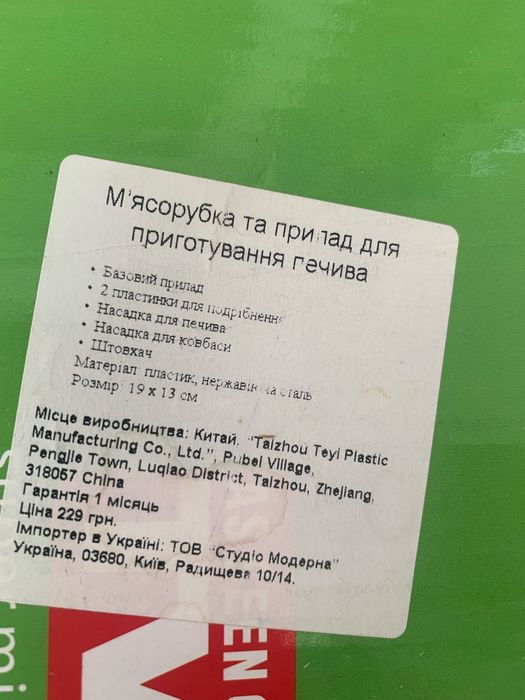 М'ясорубка та прилад для
приготування печива
• Базовий прилад
• 2 пластинки для подрібнення
• Насадка для печива
• Насадка для ковбаси
• Штовхач
Матеріал: пластик, нержавіюча сталь
Розмір: 19 x 13 см
Місце виробництва: Китай. "Taizhou Teyi Plastic
Manufacturing Co., Ltd.", Pubei Village,
Pengjie Town, Luqiao District, Taizhou, Zhejiang,
318057 China
Гарантія 1 місяць
Ціна 229 грн.
Імпортер в Україні: ТОВ "Студіо Модерна"
Україна, 03680, Київ, Радищева 10/14.